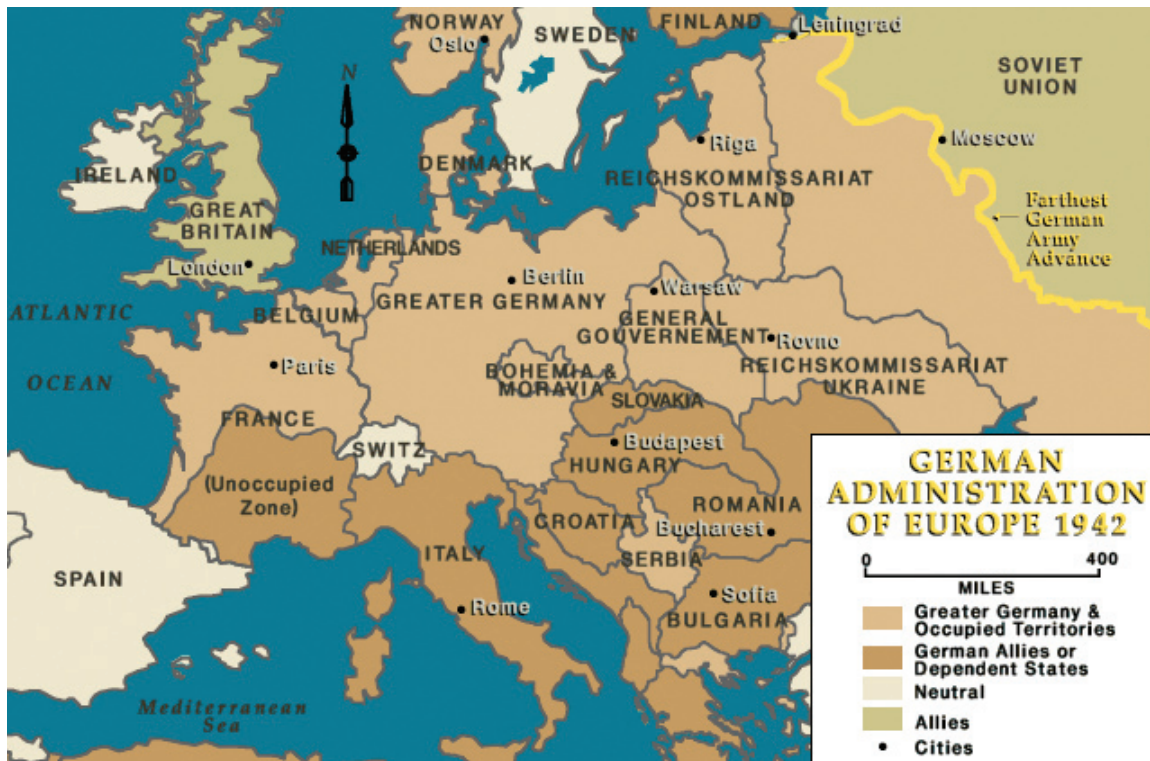 NORWAY
Oslo
SWEDEN
FINLAND
Leningrad
SOVIET
UNION
N
Moscow
Riga
DENMARK
IRELAND
REICHSKOMMISSARIAT
OSTLAND
GREAT
BRITAIN
Farthest
German
Army
Advance
NETHERLANDS
London
Berlin
Warsaw
GREATER GERMANY
ATLANTIC
OCEAN
BELGIUM
GENERAL
GOUVERNEMENT
Rovno
Paris
BOHEMIA &
MORAVIA
REICHSKOMMISSARIAT
UKRAINE
SLOVAKIA
FRANCE
SWITZ
Budapest
HUNGARY
(Unoccupied
Zone)
ROMANIA
CROATIA
Bucharest
ITALY
SERBIA
SPAIN
Sofia
BULGARIA
Rome
Mediterranean
Sea
GERMAN
ADMINISTRATION
OF EUROPE 1942
0 400
MILES
Greater Germany &
Occupied Territories
German Allies or
Dependent States
Neutral
Allies
Cities